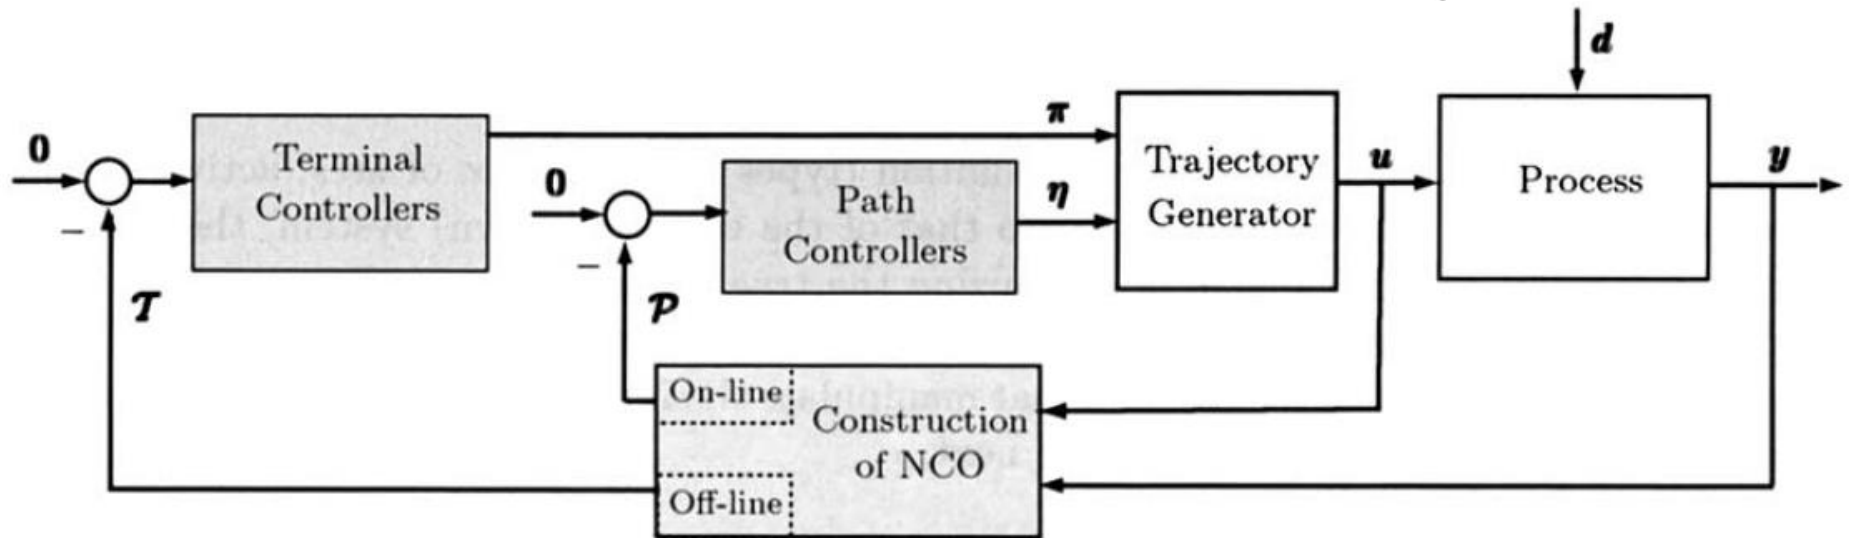 d
0
Terminal
Controllers
π
0
Path
Controllers
η
Trajectory
Generator
u
Process
y
–
𝒯
–
𝒫
On-line
Construction
of NCO
Off-line